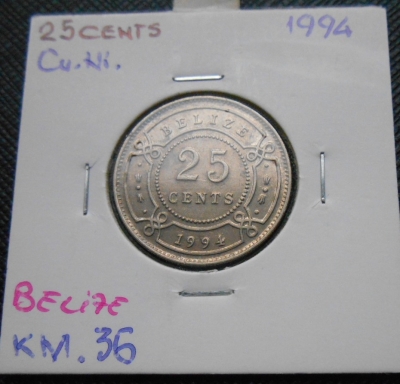 25 CENTS 1994
Cu.Ni.
BELIZE
25
CENTS
1994
BELIZE
KM.36